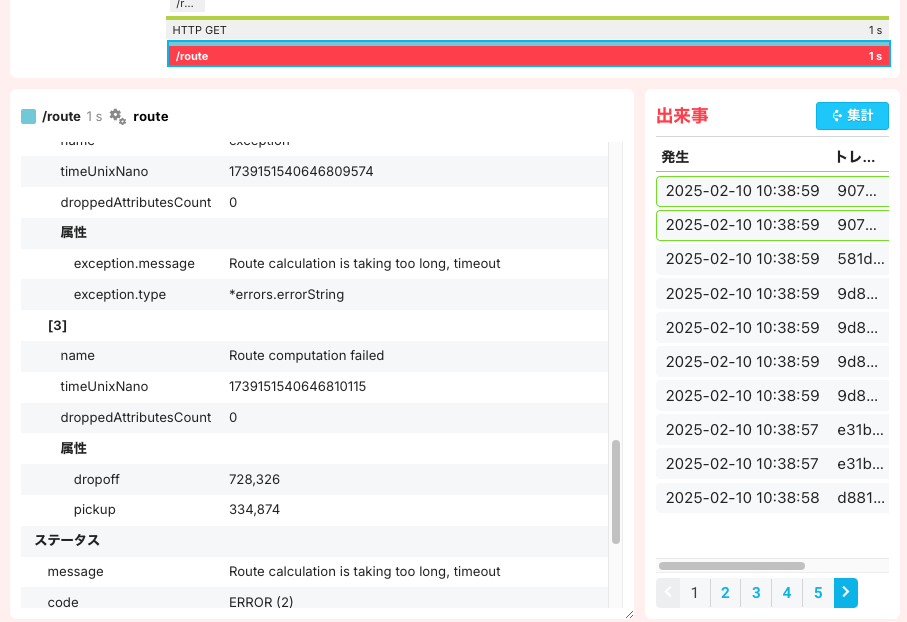 /r...
HTTP GET 1 s
/route 1 s
/route 1 s route
name exception
timeUnixNano 1739151540646809574
droppedAttributesCount 0
属性
exception.message Route calculation is taking too long, timeout
exception.type *errors.errorString
[3]
name Route computation failed
timeUnixNano 1739151540646810115
droppedAttributesCount 0
属性
dropoff 728,326
pickup 334,874
ステータス
message Route calculation is taking too long, timeout
code ERROR (2)
出来事 集計
発生 トレ...
2025-02-10 10:38:59 907...
2025-02-10 10:38:59 907...
2025-02-10 10:38:59 581d...
2025-02-10 10:38:59 9d8...
2025-02-10 10:38:59 9d8...
2025-02-10 10:38:59 9d8...
2025-02-10 10:38:59 9d8...
2025-02-10 10:38:57 e31b...
2025-02-10 10:38:57 e31b...
2025-02-10 10:38:58 d881...
1 2 3 4 5